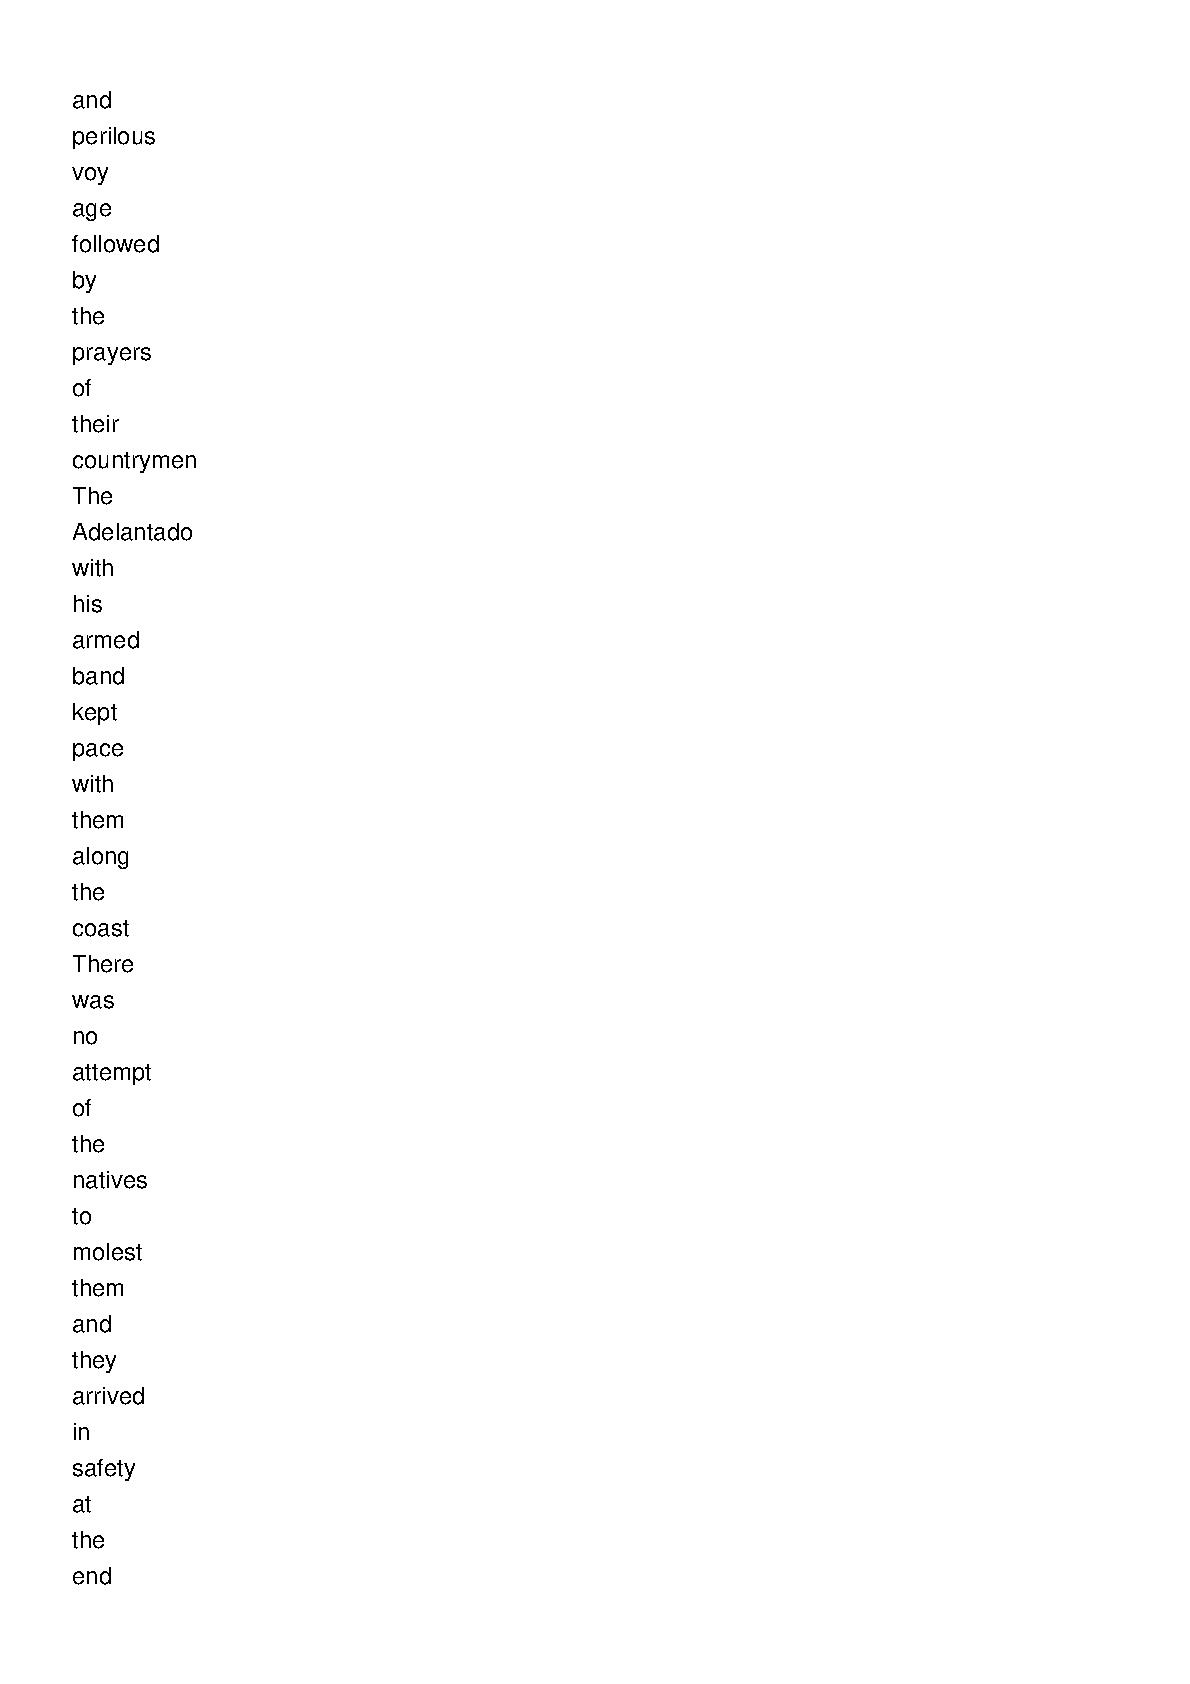 and
perilous
voy
age
followed
by
the
prayers
of
their
countrymen
The
Adelantado
with
his
armed
band
kept
pace
with
them
along
the
coast
There
was
no
attempt
of
the
natives
to
molest
them
and
they
arrived
in
safety
at
the
end